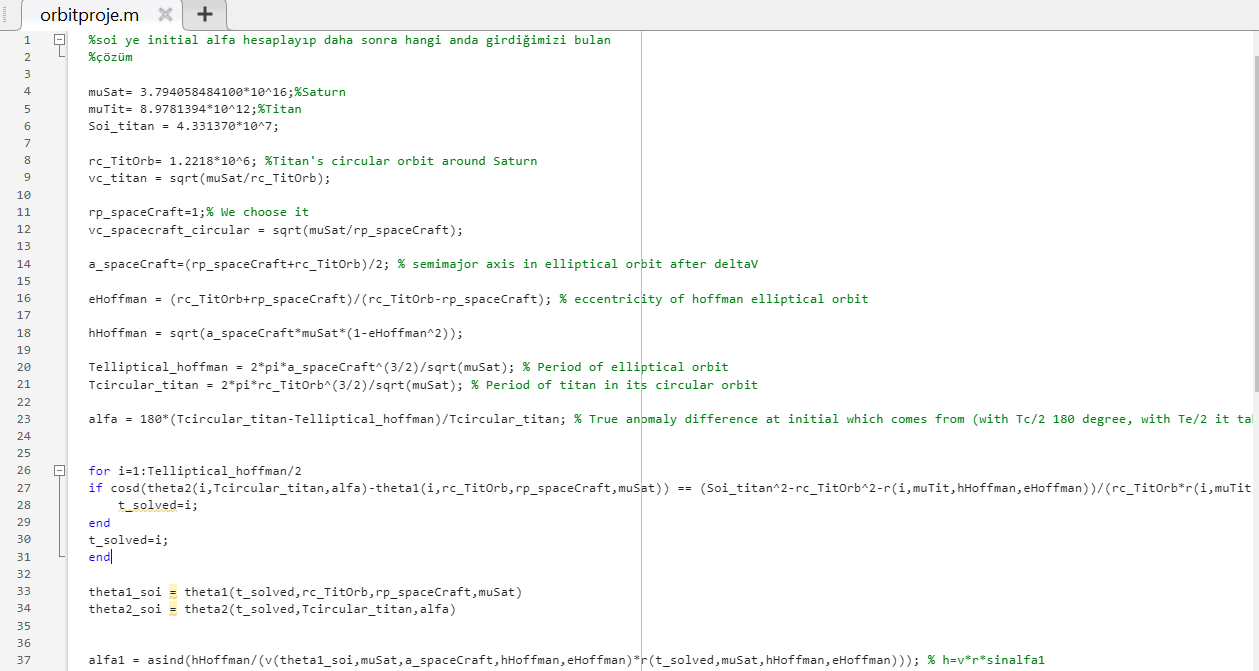 orbitproje.m
1 %soi ye initial alfa hesaplayıp daha sonra hangi anda girdiğimizi bulan
2 %çözüm
3
4 muSat= 3.794058484100*10^16;%Saturn
5 muTit= 8.9781394*10^12;%Titan
6 Soi_titan = 4.331370*10^7;
7
8 rc_TitOrb= 1.2218*10^6; %Titan's circular orbit around Saturn
9 vc_titan = sqrt(muSat/rc_TitOrb);
10
11 rp_spaceCraft=1;% We choose it
12 vc_spacecraft_circular = sqrt(muSat/rp_spaceCraft);
13
14 a_spaceCraft=(rp_spaceCraft+rc_TitOrb)/2; % semimajor axis in elliptical orbit after deltaV
15
16 eHoffman = (rc_TitOrb+rp_spaceCraft)/(rc_TitOrb-rp_spaceCraft); % eccentricity of hoffman elliptical orbit
17
18 hHoffman = sqrt(a_spaceCraft*muSat*(1-eHoffman^2));
19
20 Telliptical_hoffman = 2*pi*a_spaceCraft^(3/2)/sqrt(muSat); % Period of elliptical orbit
21 Tcircular_titan = 2*pi*rc_TitOrb^(3/2)/sqrt(muSat); % Period of titan in its circular orbit
22
23 alfa = 180*(Tcircular_titan-Telliptical_hoffman)/Tcircular_titan; % True anomaly difference at initial which comes from (with Tc/2 180 degree, with Te/2 it ta
24
25
26 for i=1:Telliptical_hoffman/2
27 if cosd(theta2(i,Tcircular_titan,alfa)-theta1(i,rc_TitOrb,rp_spaceCraft,muSat)) == (Soi_titan^2-rc_TitOrb^2-r(i,muTit,hHoffman,eHoffman))/(rc_TitOrb*r(i,muTit
28 t_solved=i;
29 end
30 t_solved=i;
31 end
32
33 theta1_soi = theta1(t_solved,rc_TitOrb,rp_spaceCraft,muSat)
34 theta2_soi = theta2(t_solved,Tcircular_titan,alfa)
35
36
37 alfa1 = asind(hHoffman/(v(theta1_soi,muSat,a_spaceCraft,hHoffman,eHoffman)*r(t_solved,muSat,hHoffman,eHoffman))); % h=v*r*sinalfa1